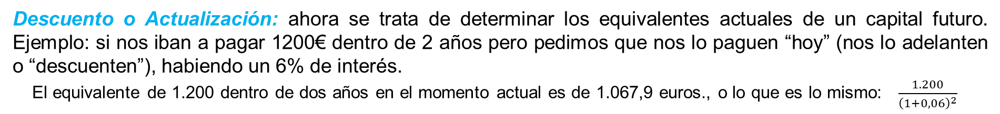 Descuento o Actualización: ahora se trata de determinar los equivalentes actuales de un capital futuro.
Ejemplo: si nos iban a pagar 1200€ dentro de 2 años pero pedimos que nos lo paguen “hoy” (nos lo adelanten
o “descuenten”), habiendo un 6% de interés.
El equivalente de 1.200 dentro de dos años en el momento actual es de 1.067,9 euros., o lo que es lo mismo: 1.200/(1+0,06)²